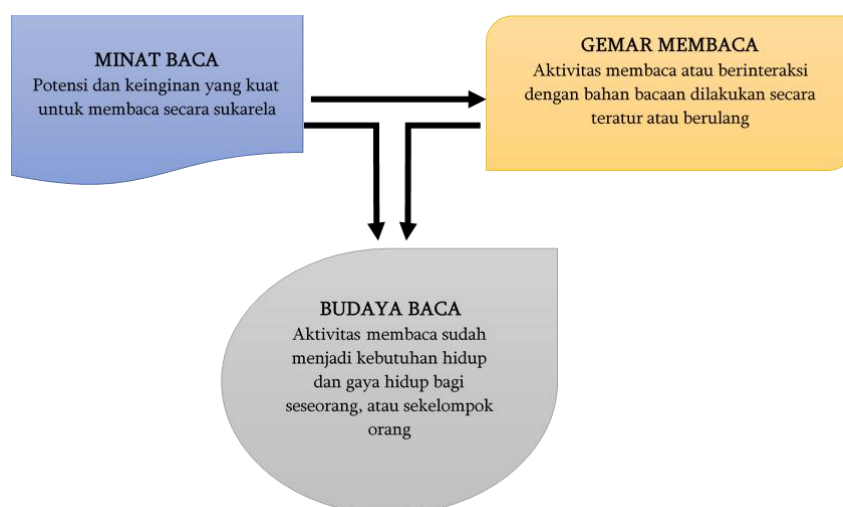 MINAT BACA
Potensi dan keinginan yang kuat
untuk membaca secara sukarela
GEMAR MEMBACA
Aktivitas membaca atau berinteraksi
dengan bahan bacaan dilakukan secara
teratur atau berulang
BUDAYA BACA
Aktivitas membaca sudah
menjadi kebutuhan hidup
dan gaya hidup bagi
seseorang, atau sekelompok
orang